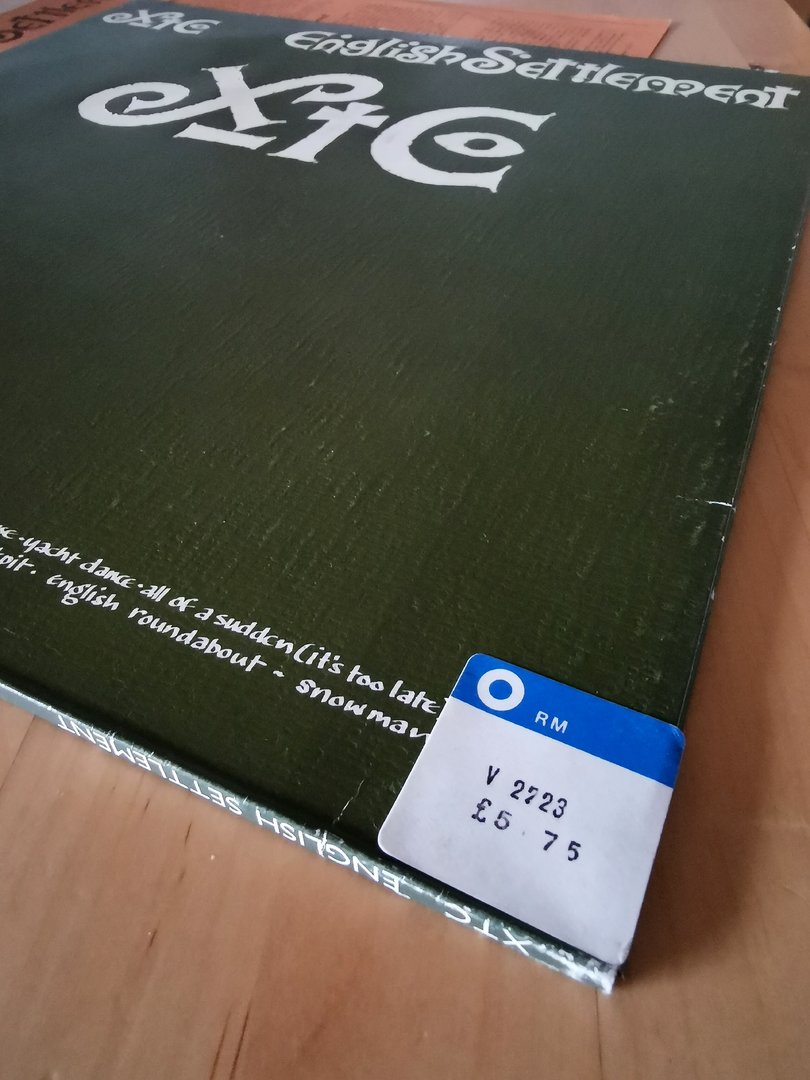 XTC
English Settlement
XTC
yacht dance · all of a sudden (it's too late)
english roundabout - snowman
RM
V 2723
£5.75
XTC ENGLISH SETTLEMENT